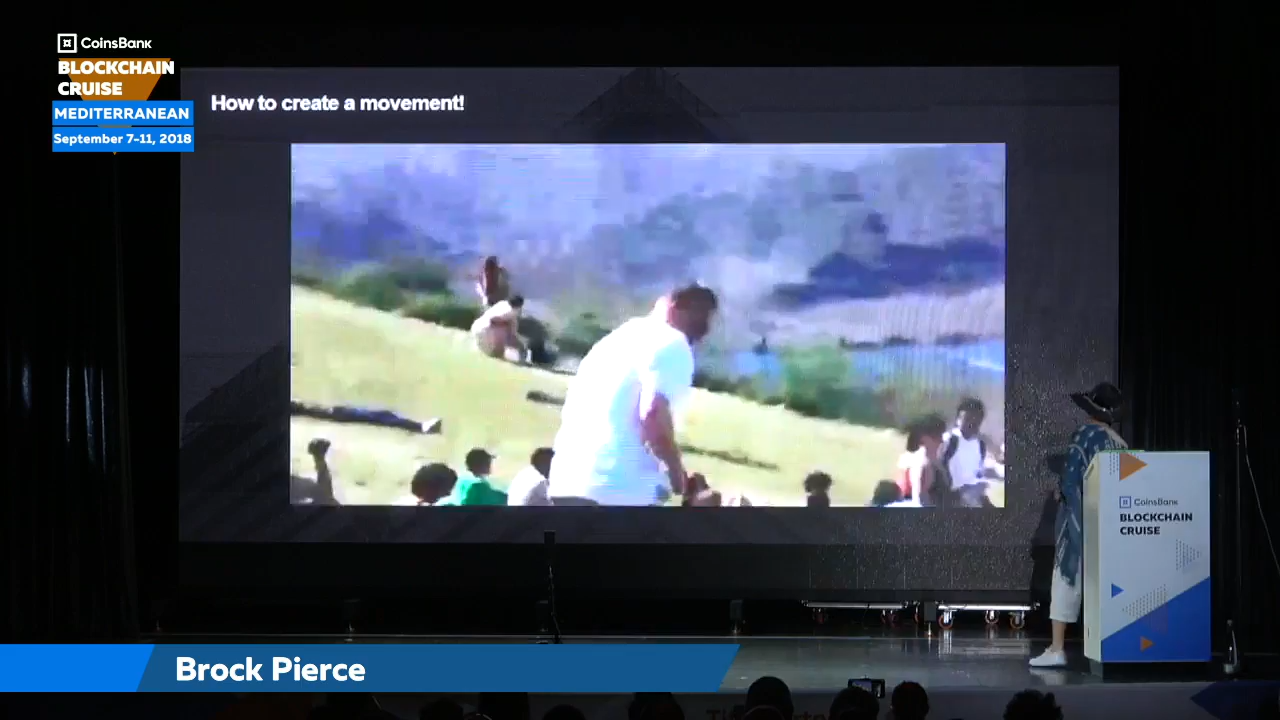 CoinsBank
BLOCKCHAIN
CRUISE
MEDITERRANEAN
September 7-11, 2018
How to create a movement!
CoinsBank
BLOCKCHAIN
CRUISE
Brock Pierce